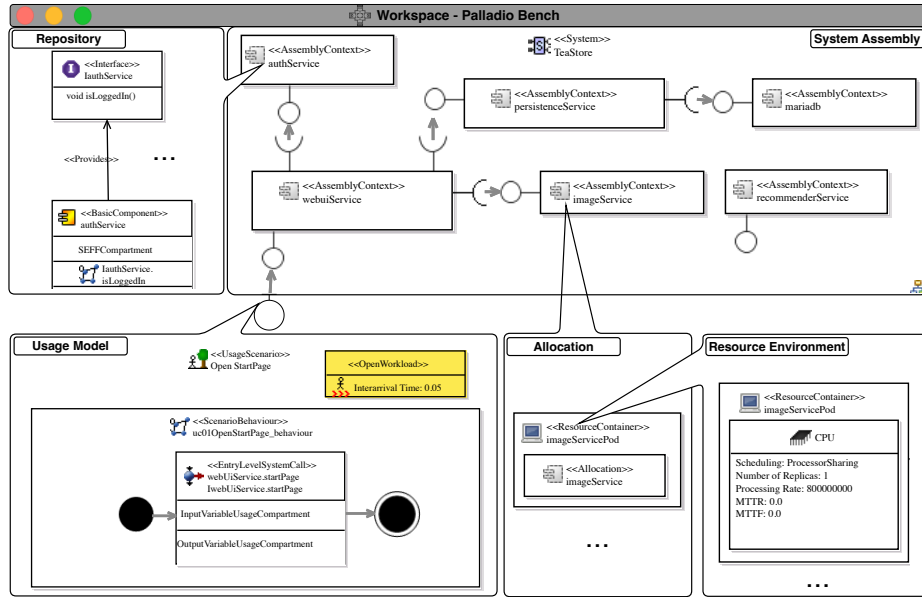 Workspace - Palladio Bench
Repository
<<Interface>>
IauthService
void isLoggedIn()
<<Provides>>
...
<<BasicComponent>>
authService
SEFFCompartment
IauthService.
isLoggedIn
System Assembly
<<System>>
TeaStore
<<AssemblyContext>>
authService
<<AssemblyContext>>
persistenceService
<<AssemblyContext>>
mariadb
<<AssemblyContext>>
webuiService
<<AssemblyContext>>
imageService
<<AssemblyContext>>
recommenderService
Usage Model
<<UsageScenario>>
Open StartPage
<<OpenWorkload>>
Interarrival Time: 0.05
<<ScenarioBehaviour>>
uc01OpenStartPage_behaviour
<<EntryLevelSystemCall>>
webUiService.startPage
IwebUiService.startPage
InputVariableUsageCompartment
OutputVariableUsageCompartment
Allocation
<<ResourceContainer>>
imageServicePod
<<Allocation>>
imageService
...
Resource Environment
<<ResourceContainer>>
imageServicePod
CPU
Scheduling: ProcessorSharing
Number of Replicas: 1
Processing Rate: 800000000
MTTR: 0.0
MTTF: 0.0
...